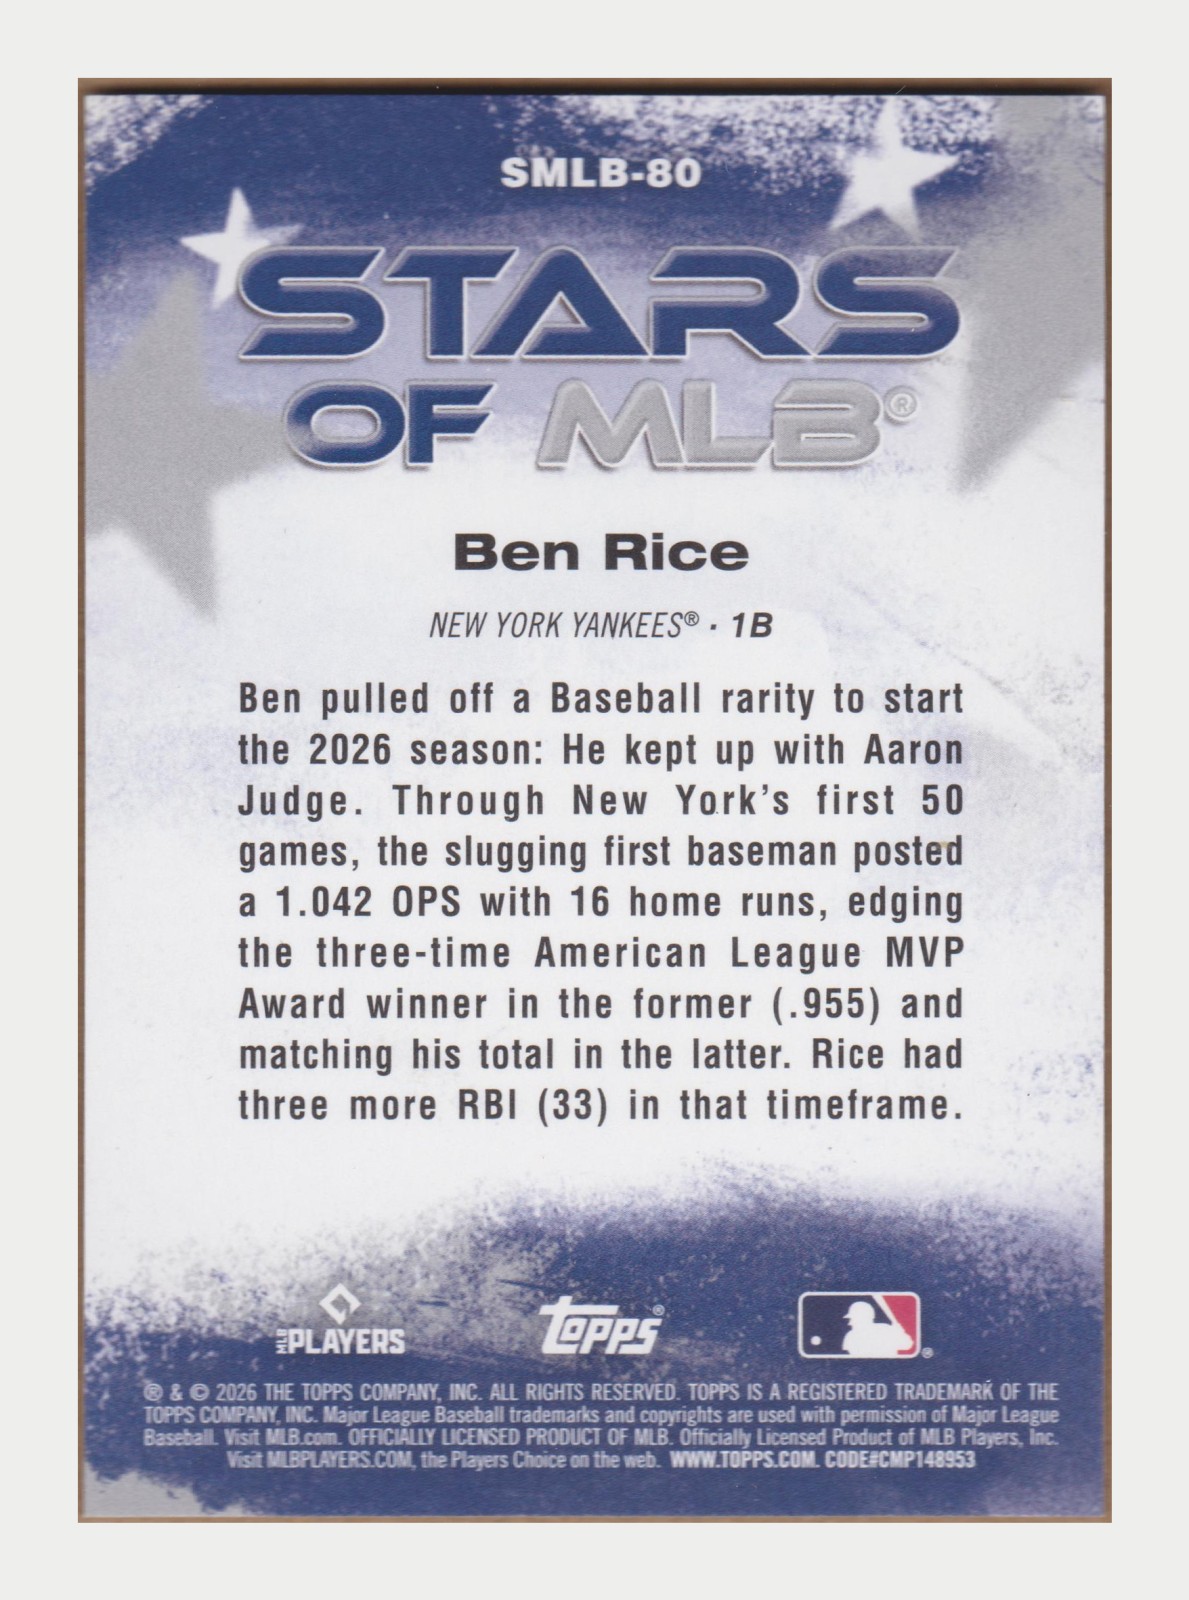 SMLB-80
STARS
OF MLB®
Ben Rice
NEW YORK YANKEES® · 1B
Ben pulled off a Baseball rarity to start
the 2026 season: He kept up with Aaron
Judge. Through New York's first 50
games, the slugging first baseman posted
a 1.042 OPS with 16 home runs, edging
the three-time American League MVP
Award winner in the former (.955) and
matching his total in the latter. Rice had
three more RBI (33) in that timeframe.
MLB PLAYERS
topps®
®
® & © 2026 THE TOPPS COMPANY, INC. ALL RIGHTS RESERVED. TOPPS IS A REGISTERED TRADEMARK OF THE
TOPPS COMPANY, INC. Major League Baseball trademarks and copyrights are used with permission of Major League
Baseball. Visit MLB.com. OFFICIALLY LICENSED PRODUCT OF MLB. Officially Licensed Product of MLB Players, Inc.
Visit MLBPLAYERS.COM, the Players Choice on the web. WWW.TOPPS.COM. CODE#CMP148953